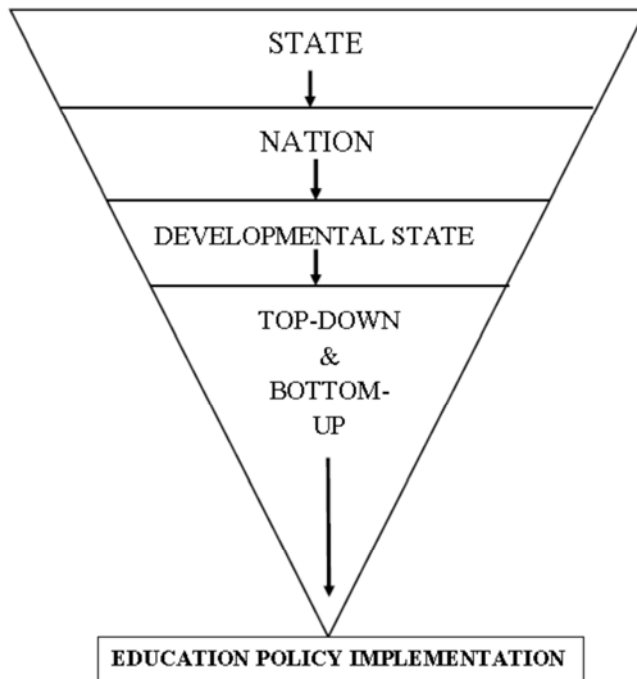 STATE
NATION
DEVELOPMENTAL STATE
TOP-DOWN
&
BOTTOM-
UP
EDUCATION POLICY IMPLEMENTATION